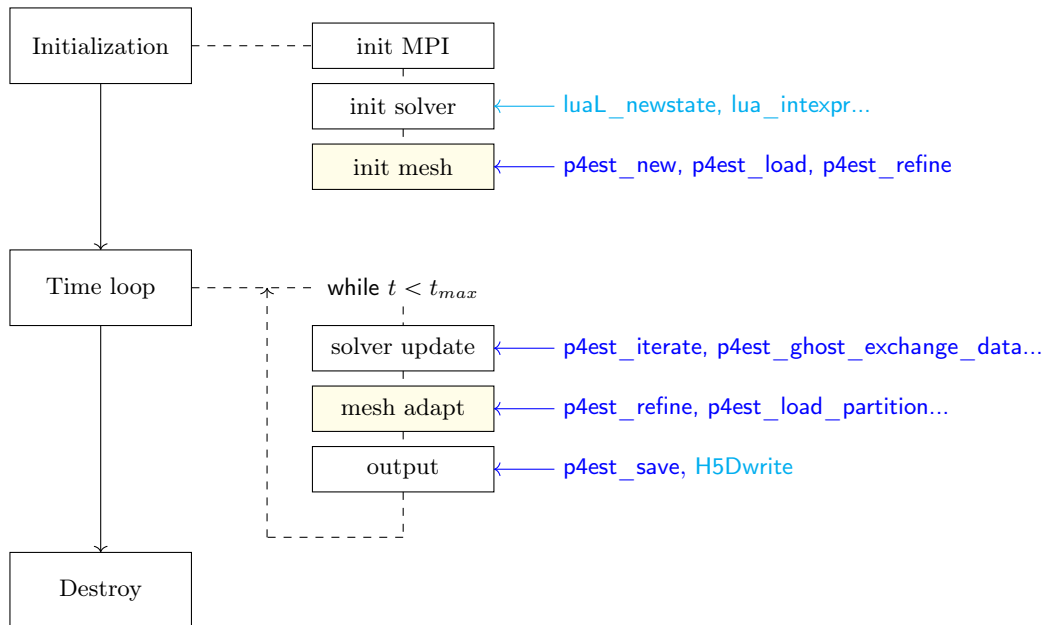 Initialization
init MPI
init solver
luaL_newstate, lua_intexpr...
init mesh
p4est_new, p4est_load, p4est_refine
Time loop
while t < t_max
solver update
p4est_iterate, p4est_ghost_exchange_data...
mesh adapt
p4est_refine, p4est_load_partition...
output
p4est_save, H5Dwrite
Destroy